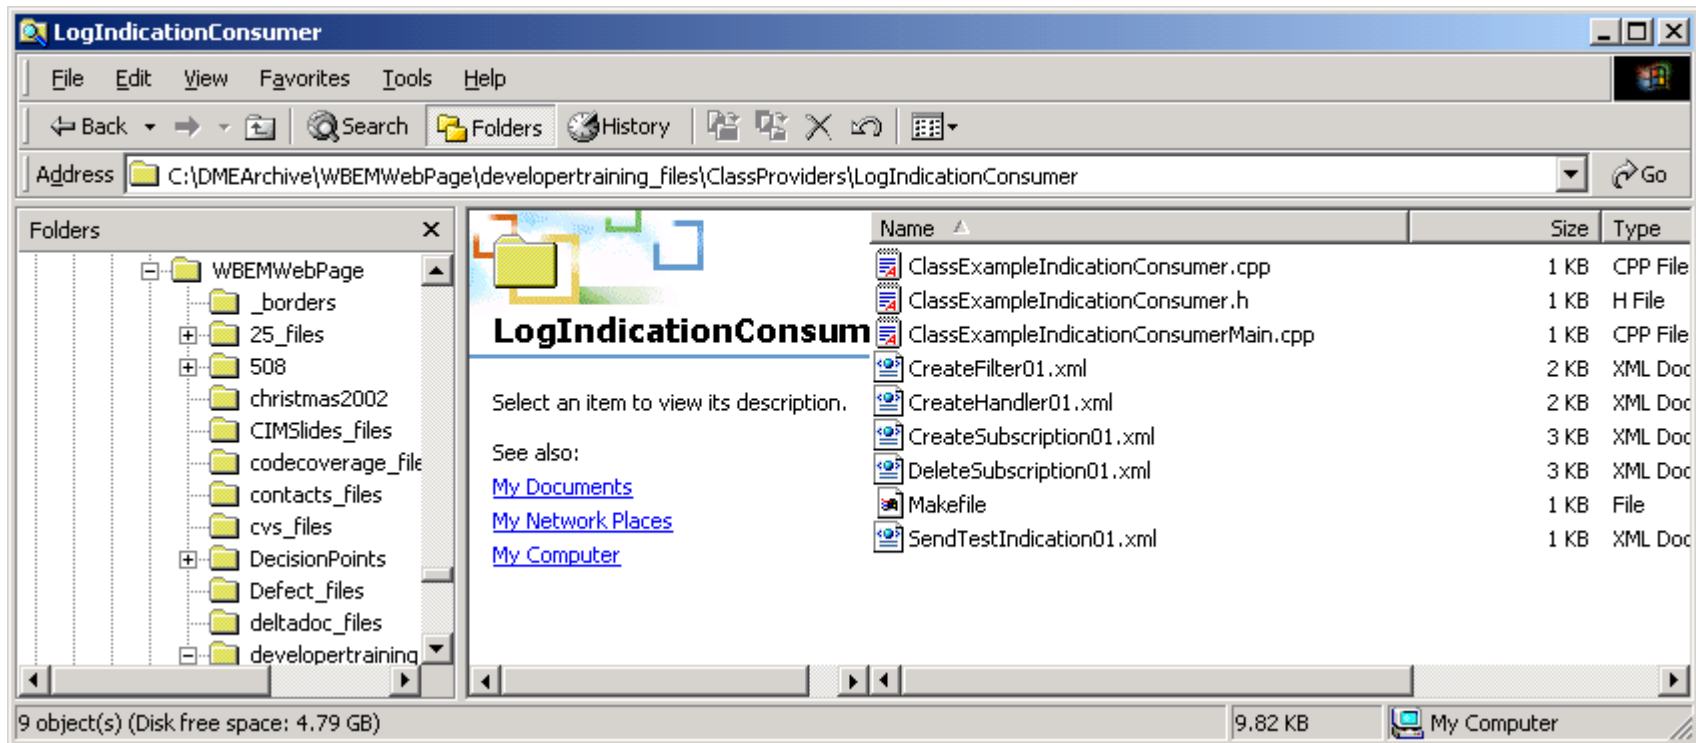 LogIndicationConsumer
File Edit View Favorites Tools Help
Back Search Folders History
Address C:\DMEArchive\WBEMWebPage\developertraining_files\ClassProviders\LogIndicationConsumer Go
Folders
WBEMWebPage
_borders
25_files
508
christmas2002
CIMSlides_files
codecoverage_file
contacts_files
cvs_files
DecisionPoints
Defect_files
deltadoc_files
developertraining
LogIndicationConsum
Select an item to view its description.
See also:
My Documents
My Network Places
My Computer
Name Size Type
ClassExampleIndicationConsumer.cpp 1 KB CPP File
ClassExampleIndicationConsumer.h 1 KB H File
ClassExampleIndicationConsumerMain.cpp 1 KB CPP File
CreateFilter01.xml 2 KB XML Doc
CreateHandler01.xml 2 KB XML Doc
CreateSubscription01.xml 3 KB XML Doc
DeleteSubscription01.xml 3 KB XML Doc
Makefile 1 KB File
SendTestIndication01.xml 1 KB XML Doc
9 object(s) (Disk free space: 4.79 GB) 9.82 KB My Computer